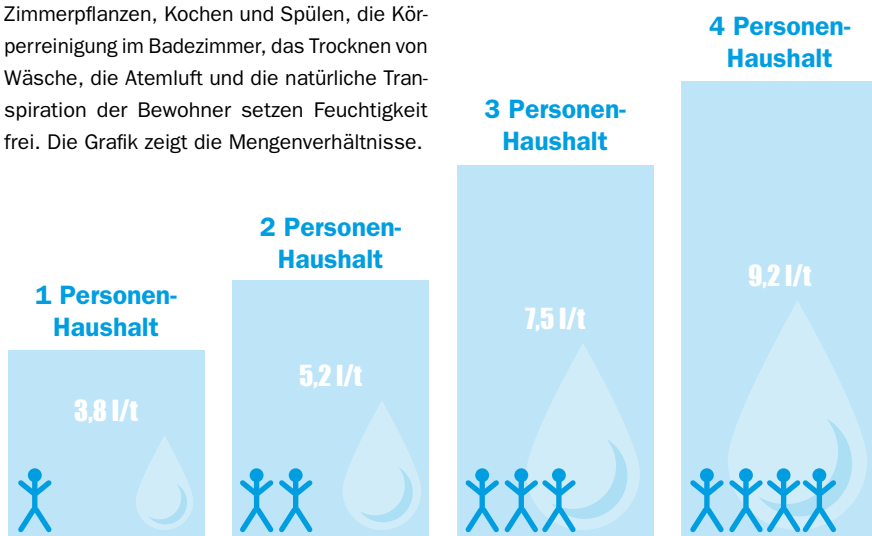 Zimmerpflanzen, Kochen und Spülen, die Kör-
perreinigung im Badezimmer, das Trocknen von
Wäsche, die Atemluft und die natürliche Tran-
spiration der Bewohner setzen Feuchtigkeit
frei. Die Grafik zeigt die Mengenverhältnisse.
1 Personen-
Haushalt
3,8 l/t
2 Personen-
Haushalt
5,2 l/t
3 Personen-
Haushalt
7,5 l/t
4 Personen-
Haushalt
9,2 l/t